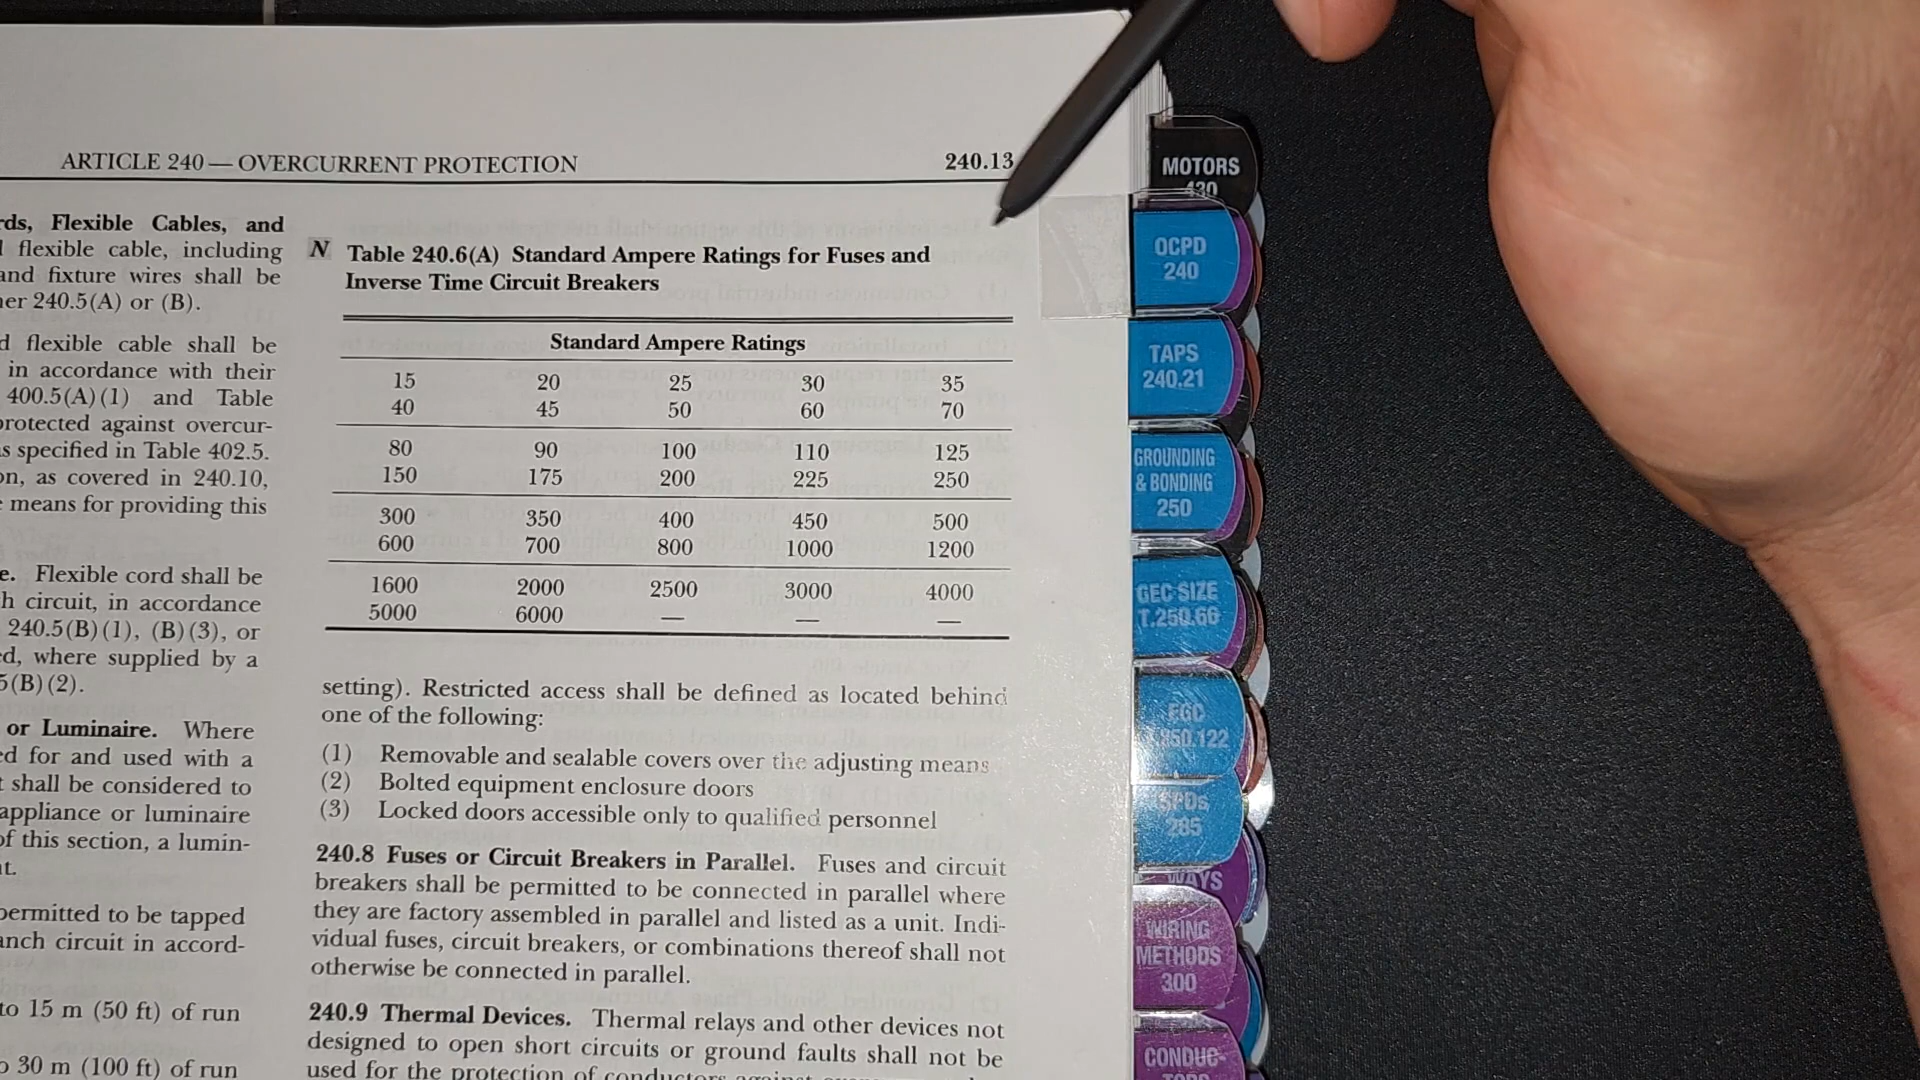 ARTICLE 240 — OVERCURRENT PROTECTION 240.13
rds, Flexible Cables, and
flexible cable, including
and fixture wires shall be
er 240.5(A) or (B).
d flexible cable shall be
in accordance with their
400.5(A)(1) and Table
protected against overcur-
s specified in Table 402.5.
on, as covered in 240.10,
means for providing this
e. Flexible cord shall be
h circuit, in accordance
240.5(B)(1), (B)(3), or
ed, where supplied by a
5(B)(2).
or Luminaire. Where
ed for and used with a
t shall be considered to
appliance or luminaire
of this section, a lumin-
nt.
permitted to be tapped
anch circuit in accord-
to 15 m (50 ft) of run
o 30 m (100 ft) of run
N Table 240.6(A) Standard Ampere Ratings for Fuses and
Inverse Time Circuit Breakers
Standard Ampere Ratings
15 20 25 30 35
40 45 50 60 70
80 90 100 110 125
150 175 200 225 250
300 350 400 450 500
600 700 800 1000 1200
1600 2000 2500 3000 4000
5000 6000 — — —
setting). Restricted access shall be defined as located behind
one of the following:
(1) Removable and sealable covers over the adjusting means
(2) Bolted equipment enclosure doors
(3) Locked doors accessible only to qualified personnel
240.8 Fuses or Circuit Breakers in Parallel. Fuses and circuit
breakers shall be permitted to be connected in parallel where
they are factory assembled in parallel and listed as a unit. Indi-
vidual fuses, circuit breakers, or combinations thereof shall not
otherwise be connected in parallel.
240.9 Thermal Devices. Thermal relays and other devices not
designed to open short circuits or ground faults shall not be
used for the protection of conductors against
MOTORS
430
OCPD
240
TAPS
240.21
GROUNDING
& BONDING
250
GEC SIZE
T.250.66
EGC
250.122
SPDs
285
WAYS
WIRING
METHODS
300
CONDUC-
TORS